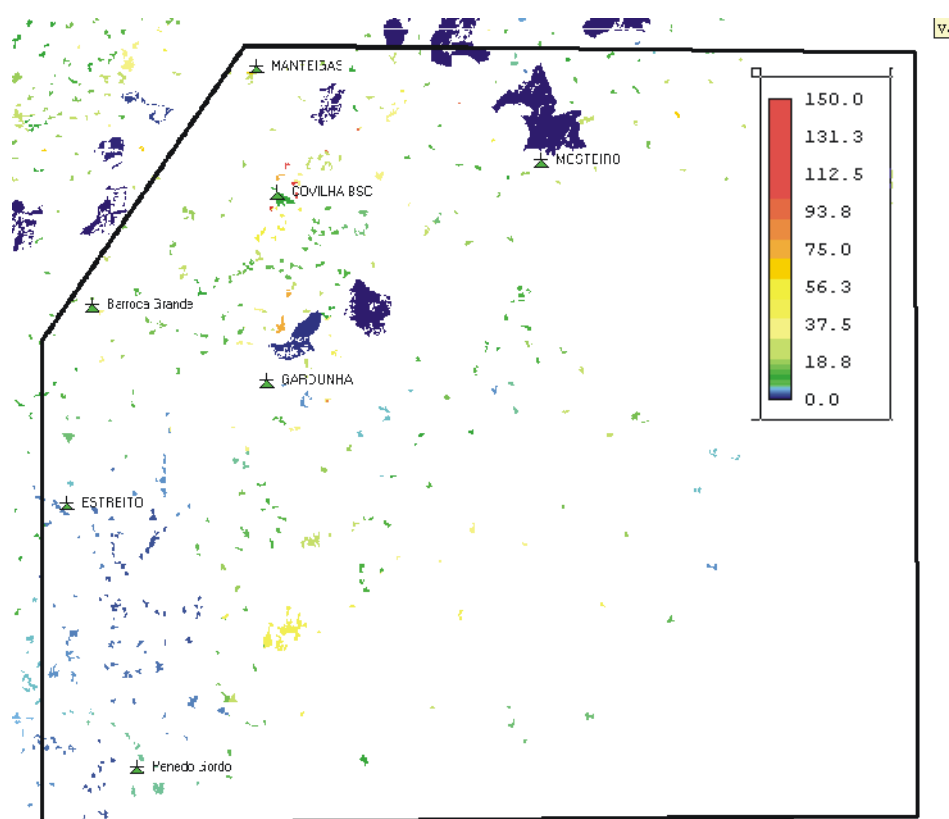 V
MANTEIGAS
150.0
131.3
MOSTEIRO
112.5
COVILHA BSC
93.8
75.0
56.3
Barroca Grande
37.5
18.8
GARDUNHA
0.0
ESTREITO
Penedo Gordo